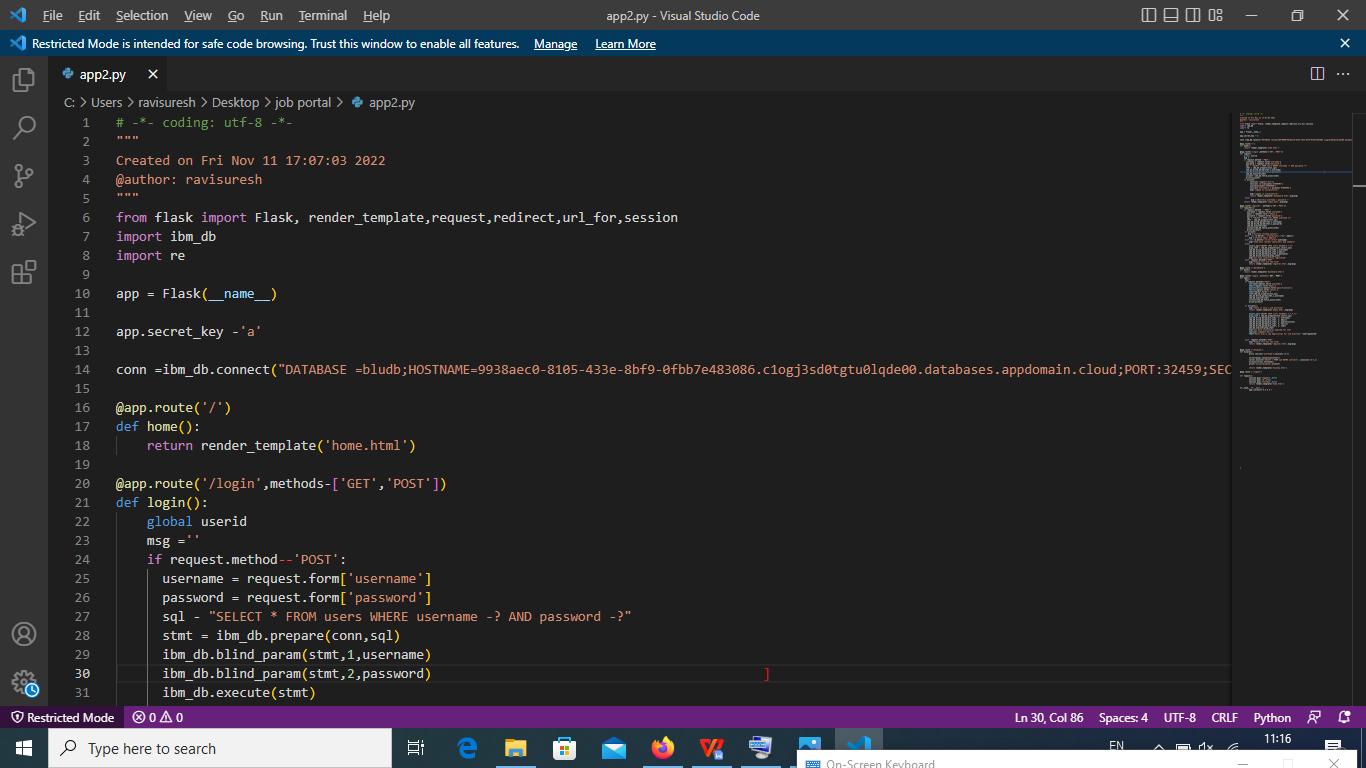 File Edit Selection View Go Run Terminal Help app2.py - Visual Studio Code
Restricted Mode is intended for safe code browsing. Trust this window to enable all features. Manage Learn More
app2.py
C: > Users > ravisuresh > Desktop > job portal > app2.py
1 # -*- coding: utf-8 -*-
2 """
3 Created on Fri Nov 11 17:07:03 2022
4 @author: ravisuresh
5 """
6 from flask import Flask, render_template,request,redirect,url_for,session
7 import ibm_db
8 import re
9
10 app = Flask(__name__)
11
12 app.secret_key -'a'
13
14 conn =ibm_db.connect("DATABASE =bludb;HOSTNAME=9938aec0-8105-433e-8bf9-0fbb7e483086.c1ogj3sd0tgtu0lqde00.databases.appdomain.cloud;PORT:32459;SEC
15
16 @app.route('/')
17 def home():
18 return render_template('home.html')
19
20 @app.route('/login',methods-['GET','POST'])
21 def login():
22 global userid
23 msg =''
24 if request.method--'POST':
25 username = request.form['username']
26 password = request.form['password']
27 sql - "SELECT * FROM users WHERE username -? AND password -?"
28 stmt = ibm_db.prepare(conn,sql)
29 ibm_db.blind_param(stmt,1,username)
30 ibm_db.blind_param(stmt,2,password) ]
31 ibm_db.execute(stmt)
Restricted Mode 0 0 Ln 30, Col 86 Spaces: 4 UTF-8 CRLF Python
Type here to search EN 11:16
On-Screen Keyboard